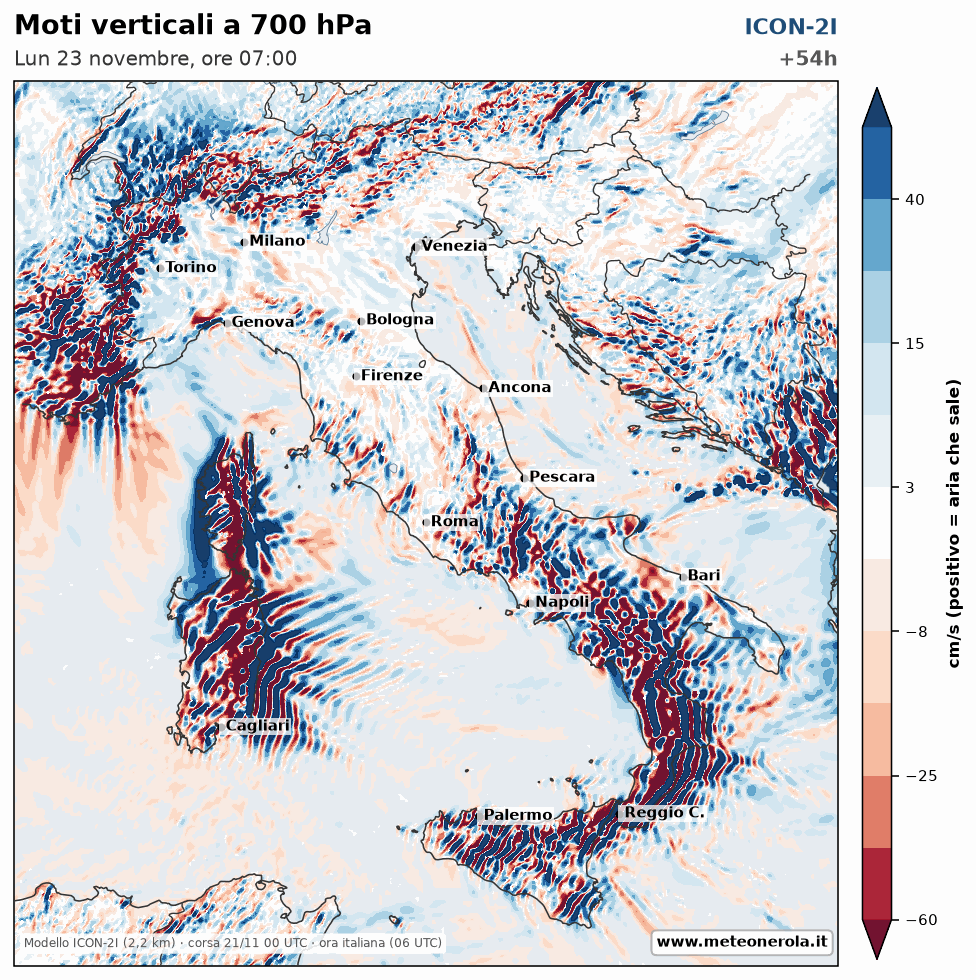 Moti verticali a 700 hPa
ICON-2I
Lun 23 novembre, ore 07:00
+54h
Milano
Venezia
Torino
Genova
Bologna
Firenze
Ancona
Pescara
Roma
Bari
Napoli
Cagliari
Palermo
Reggio C.
40
15
3
−8
−25
−60
cm/s (positivo = aria che sale)
Modello ICON-2I (2,2 km) · corsa 21/11 00 UTC · ora italiana (06 UTC)
www.meteonerola.it